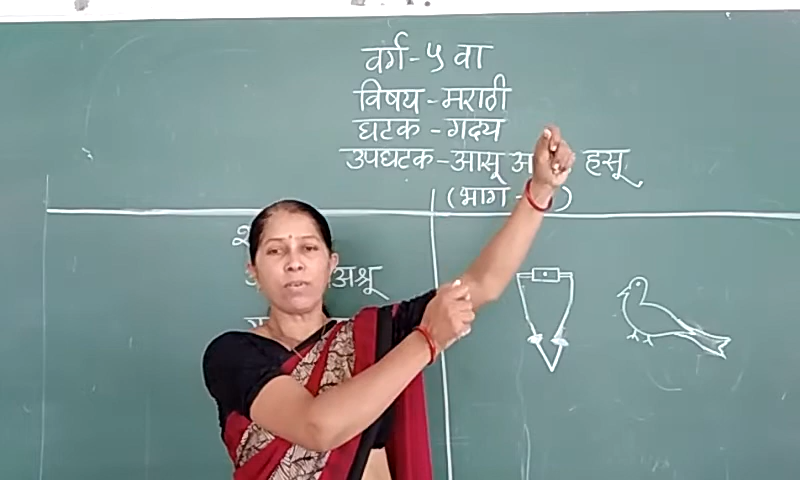 वर्ग - ५ वा
विषय - मराठी
घटक - गद्य
उपघटक - आसू हसू
(भाग - )
अश्रू